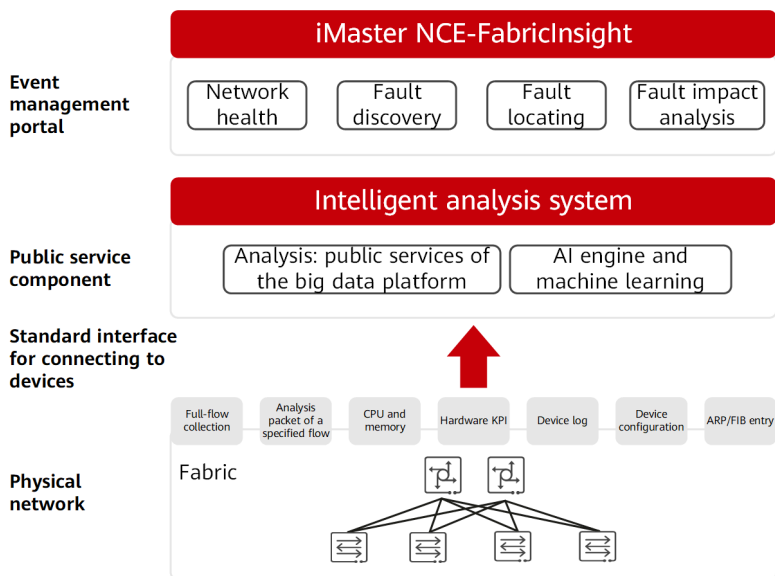 iMaster NCE-FabricInsight
Event
management
portal
Network
health
Fault
discovery
Fault
locating
Fault impact
analysis
Intelligent analysis system
Public service
component
Analysis: public services of
the big data platform
AI engine and
machine learning
Standard interface
for connecting to
devices
Full-flow
collection
Analysis
packet of a
specified flow
CPU and
memory
Hardware KPI
Device log
Device
configuration
ARP/FIB entry
Physical
network
Fabric